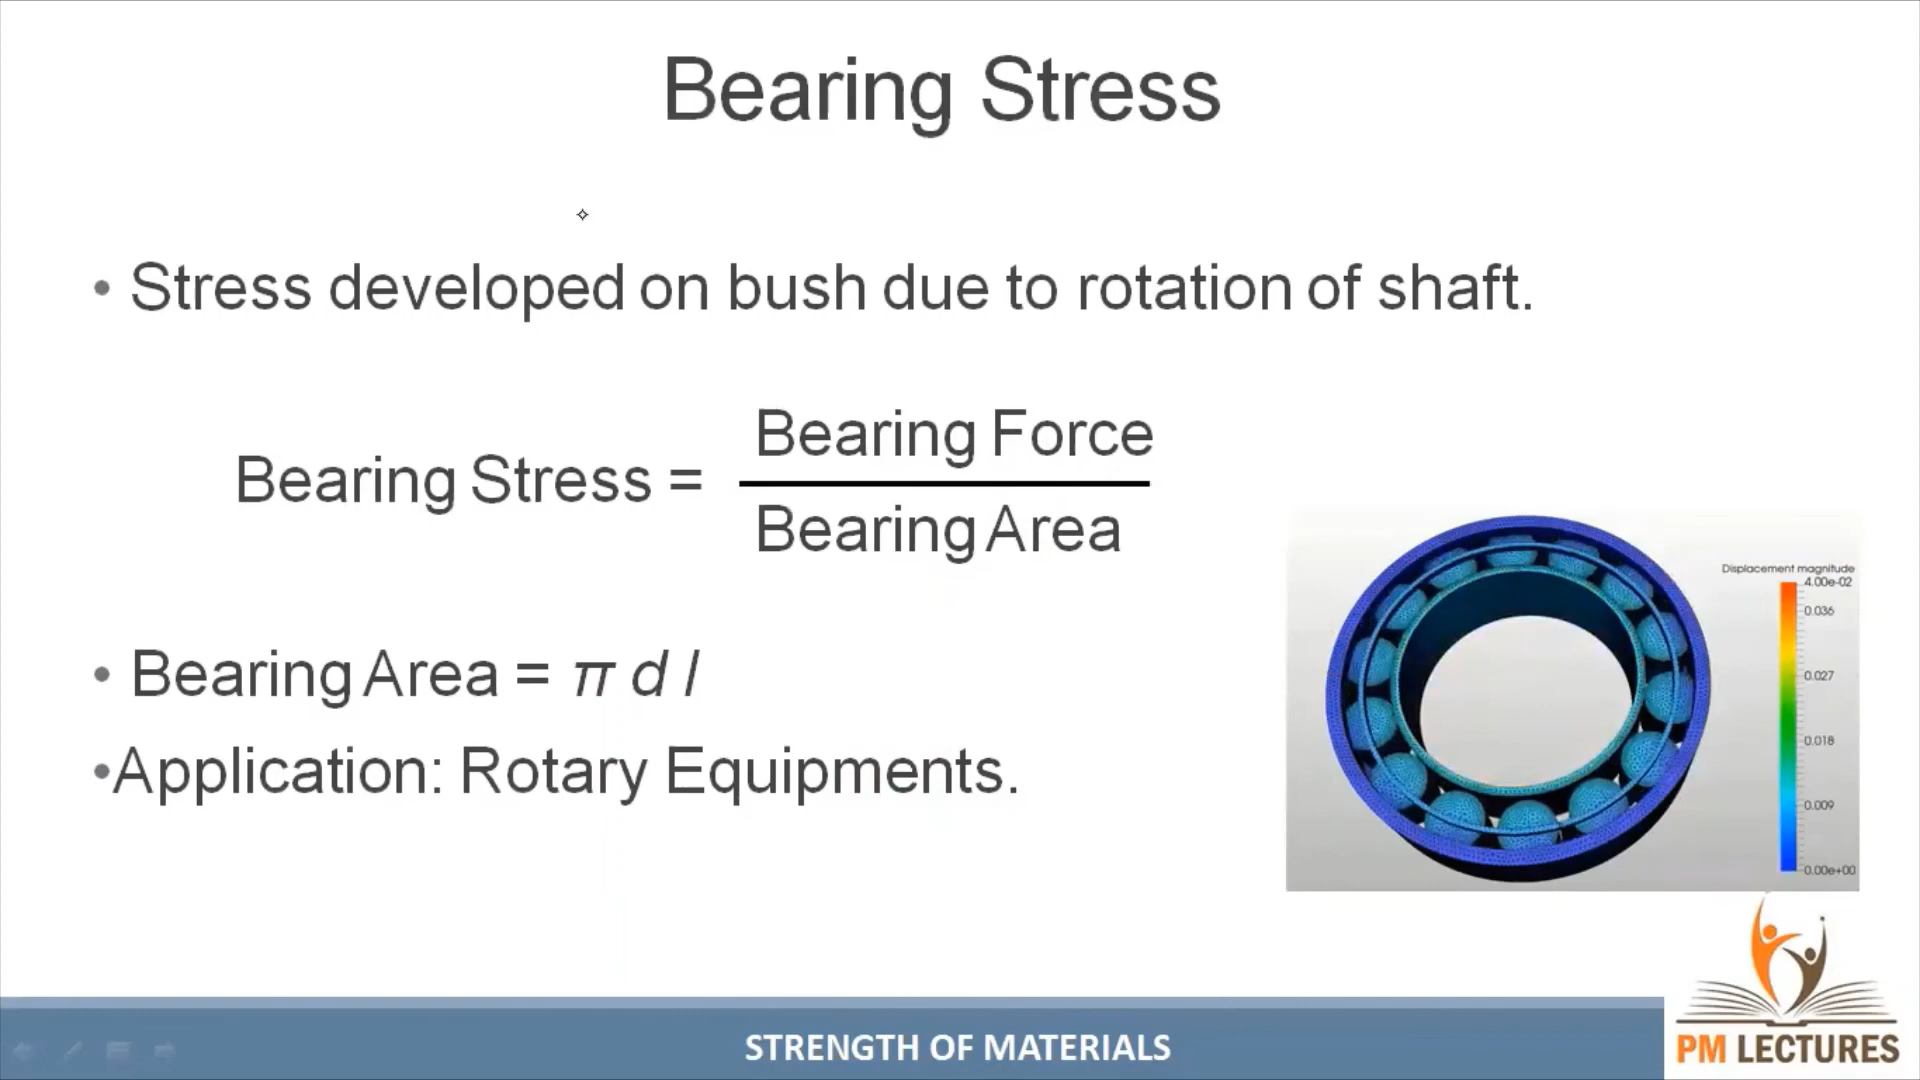 Bearing Stress
• Stress developed on bush due to rotation of shaft.
Bearing Stress =
Bearing Force
Bearing Area
• Bearing Area = π d l
•Application: Rotary Equipments.
Displacement magnitude
4.00e-02
0.036
0.027
0.018
0.009
0.00e+00
STRENGTH OF MATERIALS
PM LECTURES